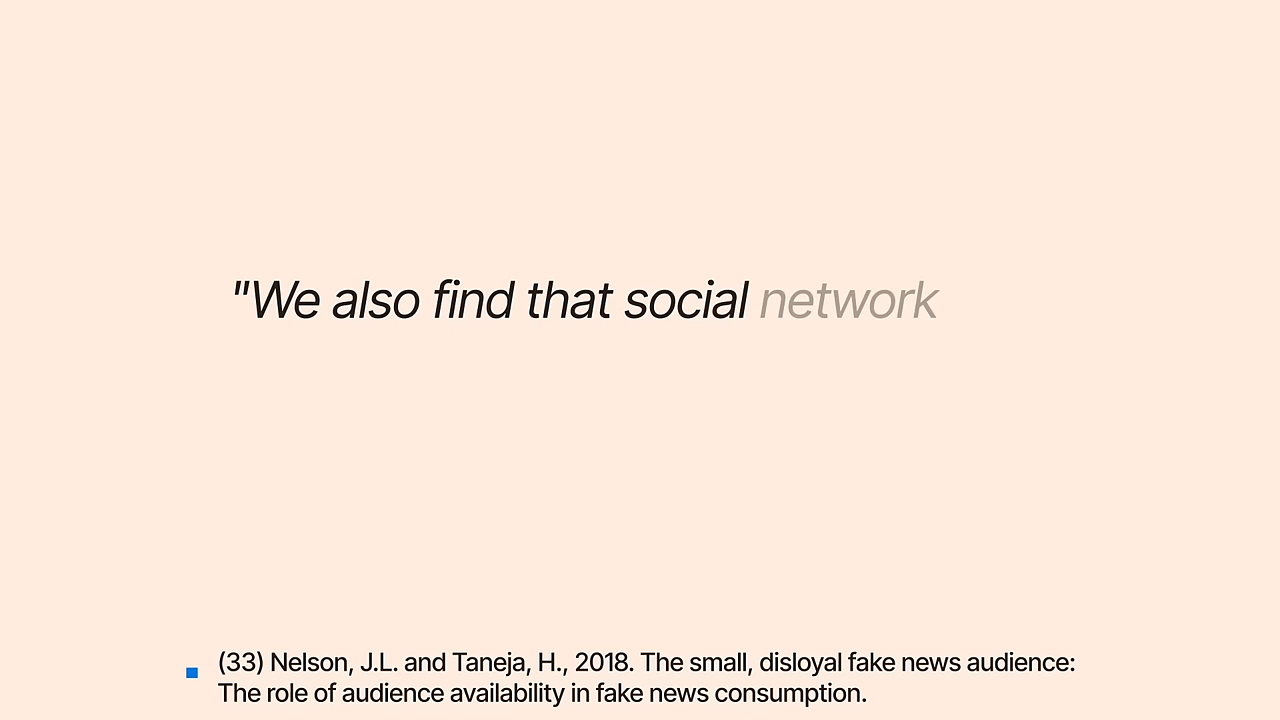 "We also find that social network
(33) Nelson, J.L. and Taneja, H., 2018. The small, disloyal fake news audience:
The role of audience availability in fake news consumption.